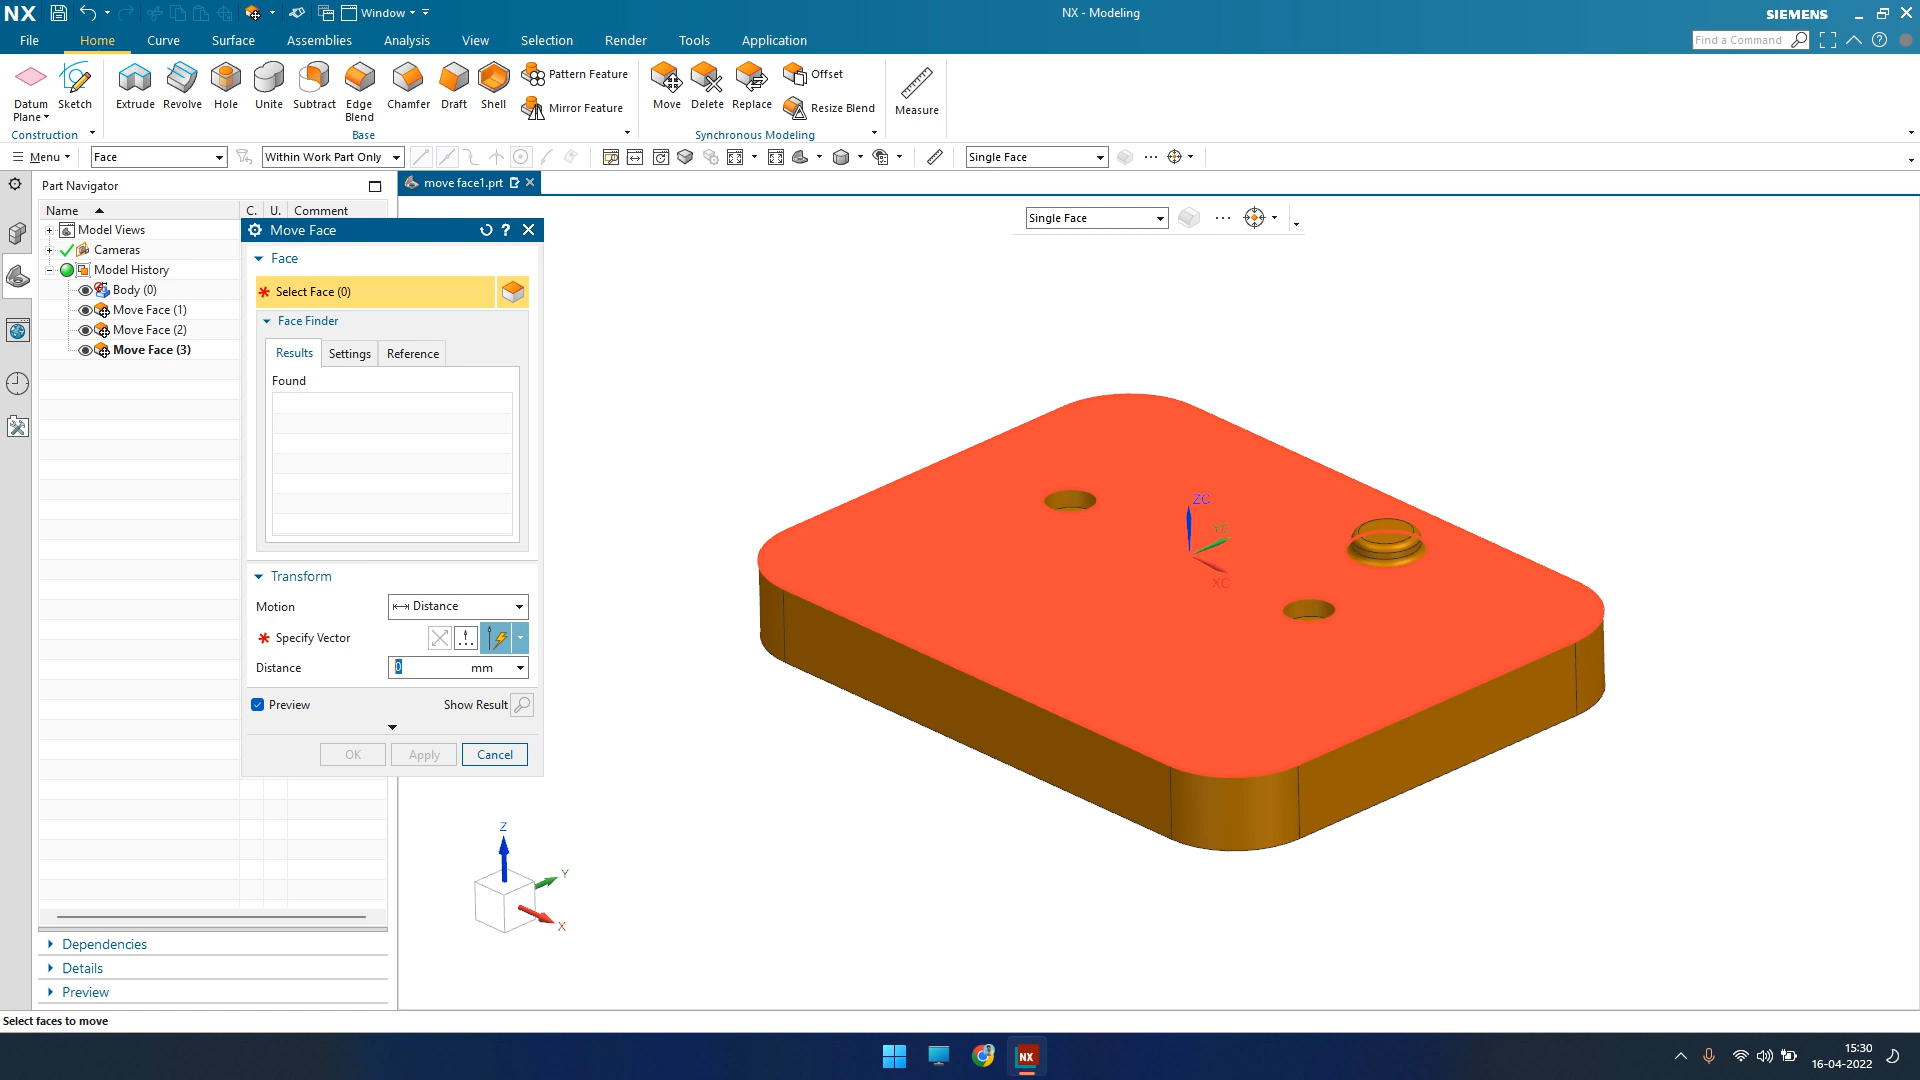 NX
Window
NX - Modeling
SIEMENS
File
Home
Curve
Surface
Assemblies
Analysis
View
Selection
Render
Tools
Application
Find a Command
Datum
Plane
Sketch
Extrude
Revolve
Hole
Unite
Subtract
Edge
Blend
Chamfer
Draft
Shell
Pattern Feature
Mirror Feature
Move
Delete
Replace
Offset
Resize Blend
Measure
Construction
Base
Synchronous Modeling
Menu
Face
Within Work Part Only
Single Face
Part Navigator
move face1.prt
Name
C.
U.
Comment
Model Views
Cameras
Model History
Body (0)
Move Face (1)
Move Face (2)
Move Face (3)
Move Face
Face
* Select Face (0)
Face Finder
Results
Settings
Reference
Found
Transform
Motion
Distance
* Specify Vector
Distance
0
mm
Preview
Show Result
OK
Apply
Cancel
Single Face
ZC
YC
XC
Z
Y
X
Dependencies
Details
Preview
Select faces to move
NX
15:30
16-04-2022